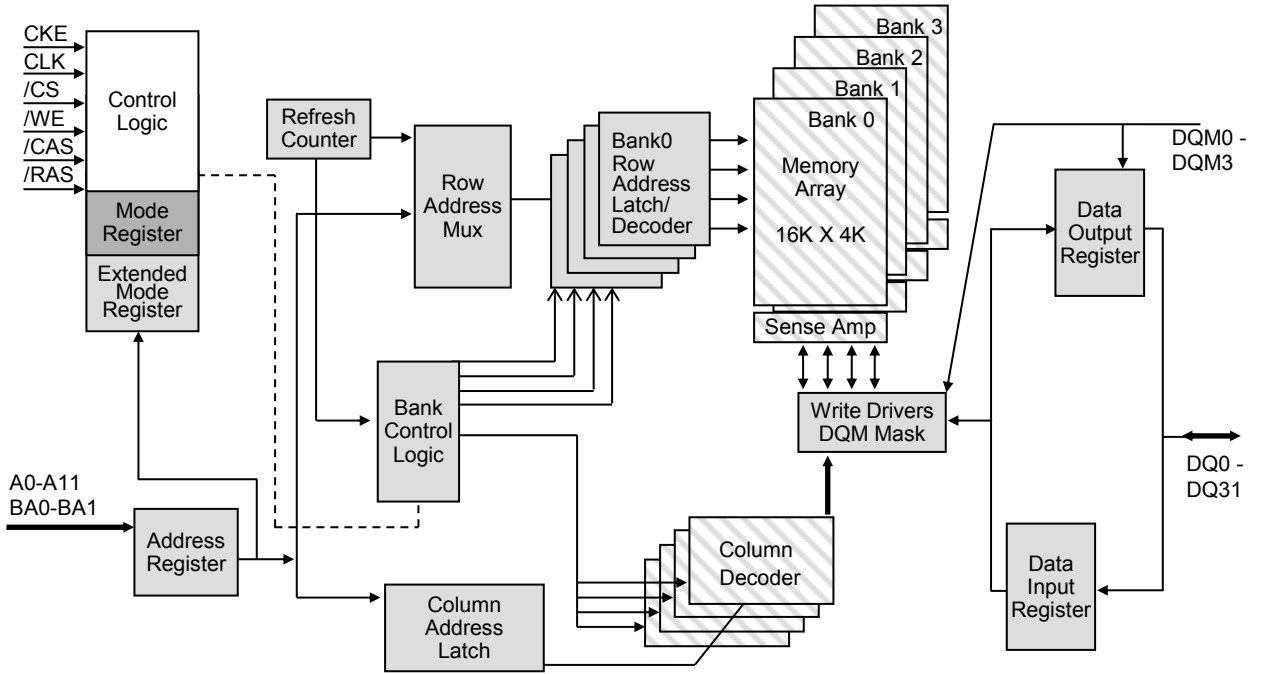 CKE
CLK
/CS
/WE
/CAS
/RAS
Control
Logic
Mode
Register
Extended
Mode
Register
Refresh
Counter
Row
Address
Mux
Bank0
Row
Address
Latch/
Decoder
Bank 3
Bank 2
Bank 1
Bank 0
Memory
Array
16K X 4K
Sense Amp
DQM0 -
DQM3
Data
Output
Register
Bank
Control
Logic
Write Drivers
DQM Mask
DQ0 -
DQ31
A0-A11
BA0-BA1
Address
Register
Column
Address
Latch
Column
Decoder
Data
Input
Register